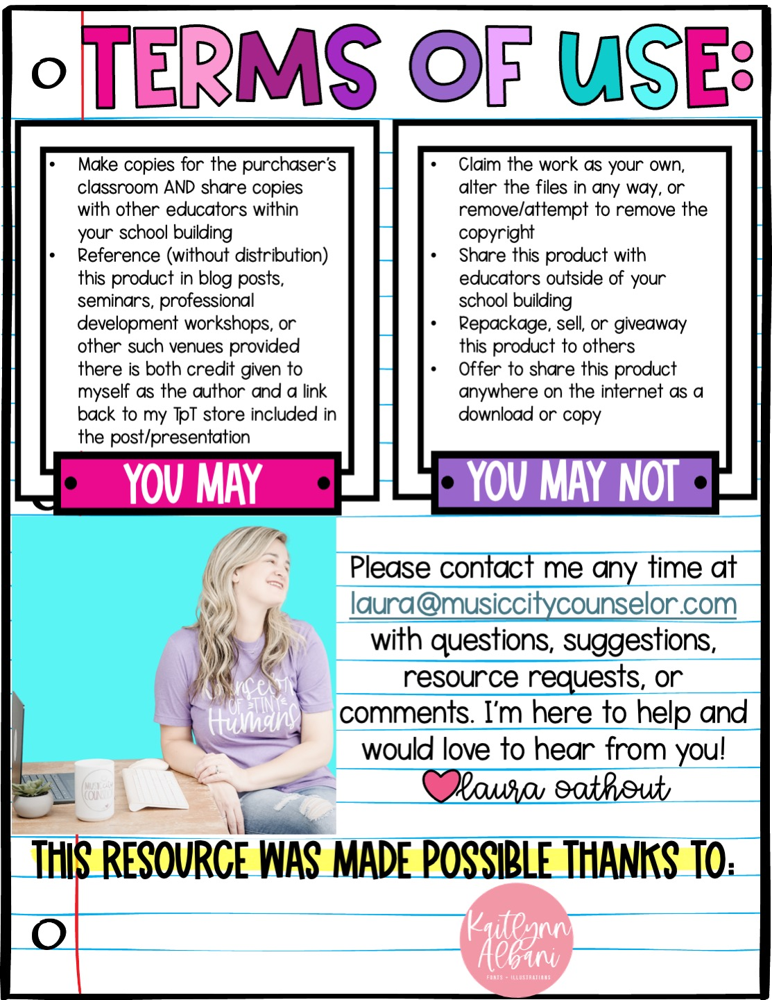 TERMS OF USE:
• Make copies for the purchaser's
classroom AND share copies
with other educators within
your school building
• Reference (without distribution)
this product in blog posts,
seminars, professional
development workshops, or
other such venues provided
there is both credit given to
myself as the author and a link
back to my TpT store included in
the post/presentation
YOU MAY
• Claim the work as your own,
alter the files in any way, or
remove/attempt to remove the
copyright
• Share this product with
educators outside of your
school building
• Repackage, sell, or giveaway
this product to others
• Offer to share this product
anywhere on the internet as a
download or copy
YOU MAY NOT
Counselor
OF TINY
Humans
MUSIC CITY
COUNSELOR
Please contact me any time at
laura@musiccitycounselor.com
with questions, suggestions,
resource requests, or
comments. I'm here to help and
would love to hear from you!
laura oathout
THIS RESOURCE WAS MADE POSSIBLE THANKS TO:
Kaitlynn
Albani
FONTS + ILLUSTRATIONS